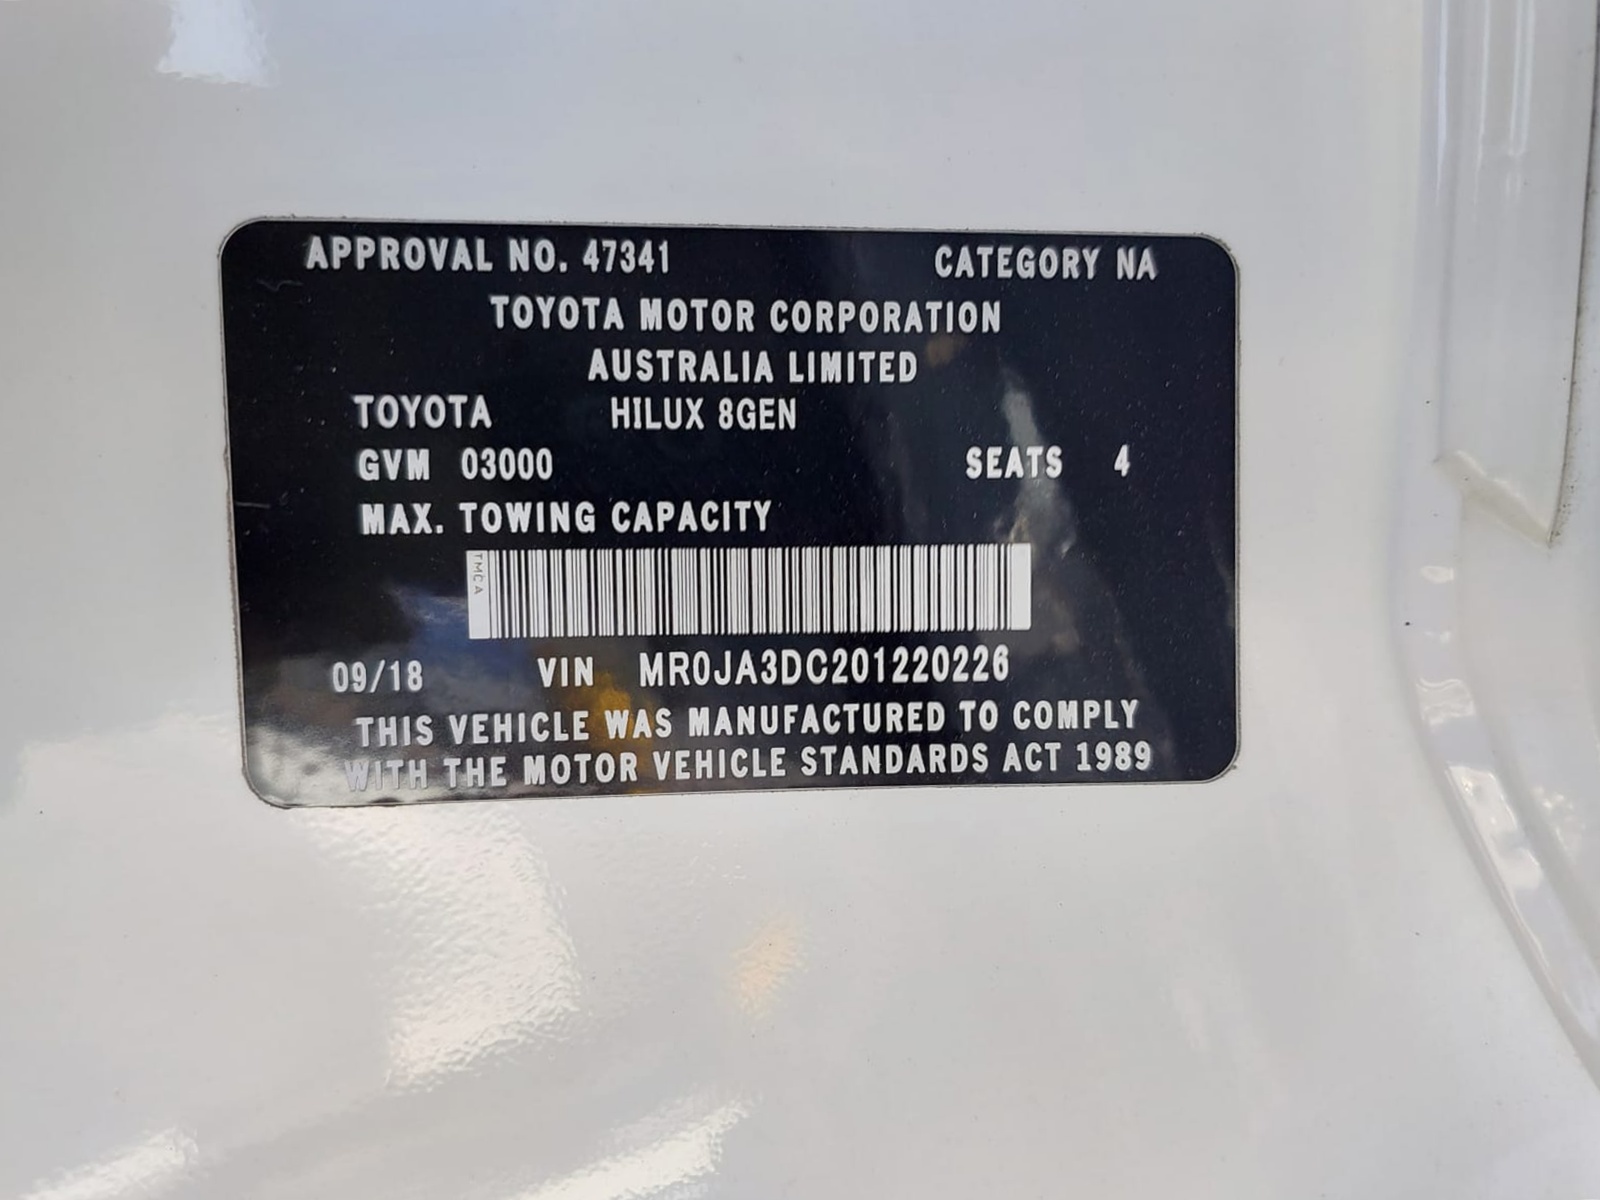 APPROVAL NO. 47341 CATEGORY NA
TOYOTA MOTOR CORPORATION
AUSTRALIA LIMITED
TOYOTA HILUX 8GEN
GVM 03000 SEATS 4
MAX. TOWING CAPACITY
TMCA
09/18 VIN MR0JA3DC201220226
THIS VEHICLE WAS MANUFACTURED TO COMPLY
WITH THE MOTOR VEHICLE STANDARDS ACT 1989